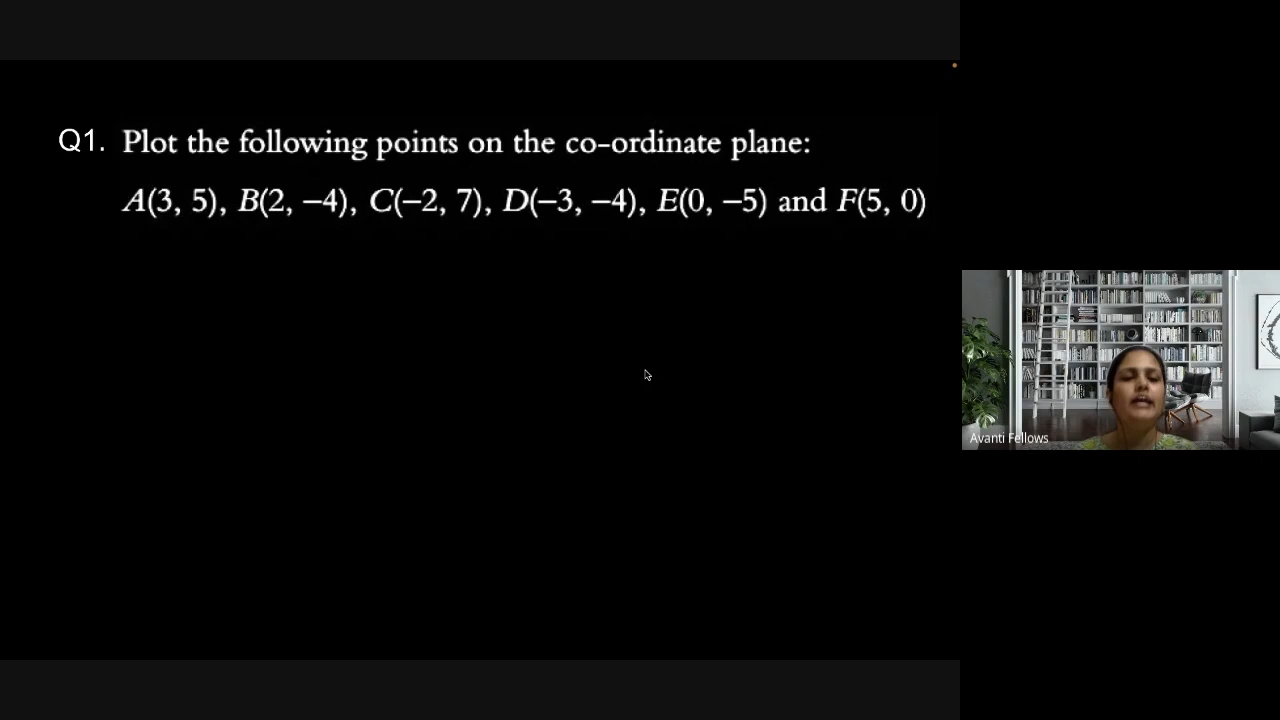 Q1. Plot the following points on the co-ordinate plane:
A(3, 5), B(2, −4), C(−2, 7), D(−3, −4), E(0, −5) and F(5, 0)
Avanti Fellows